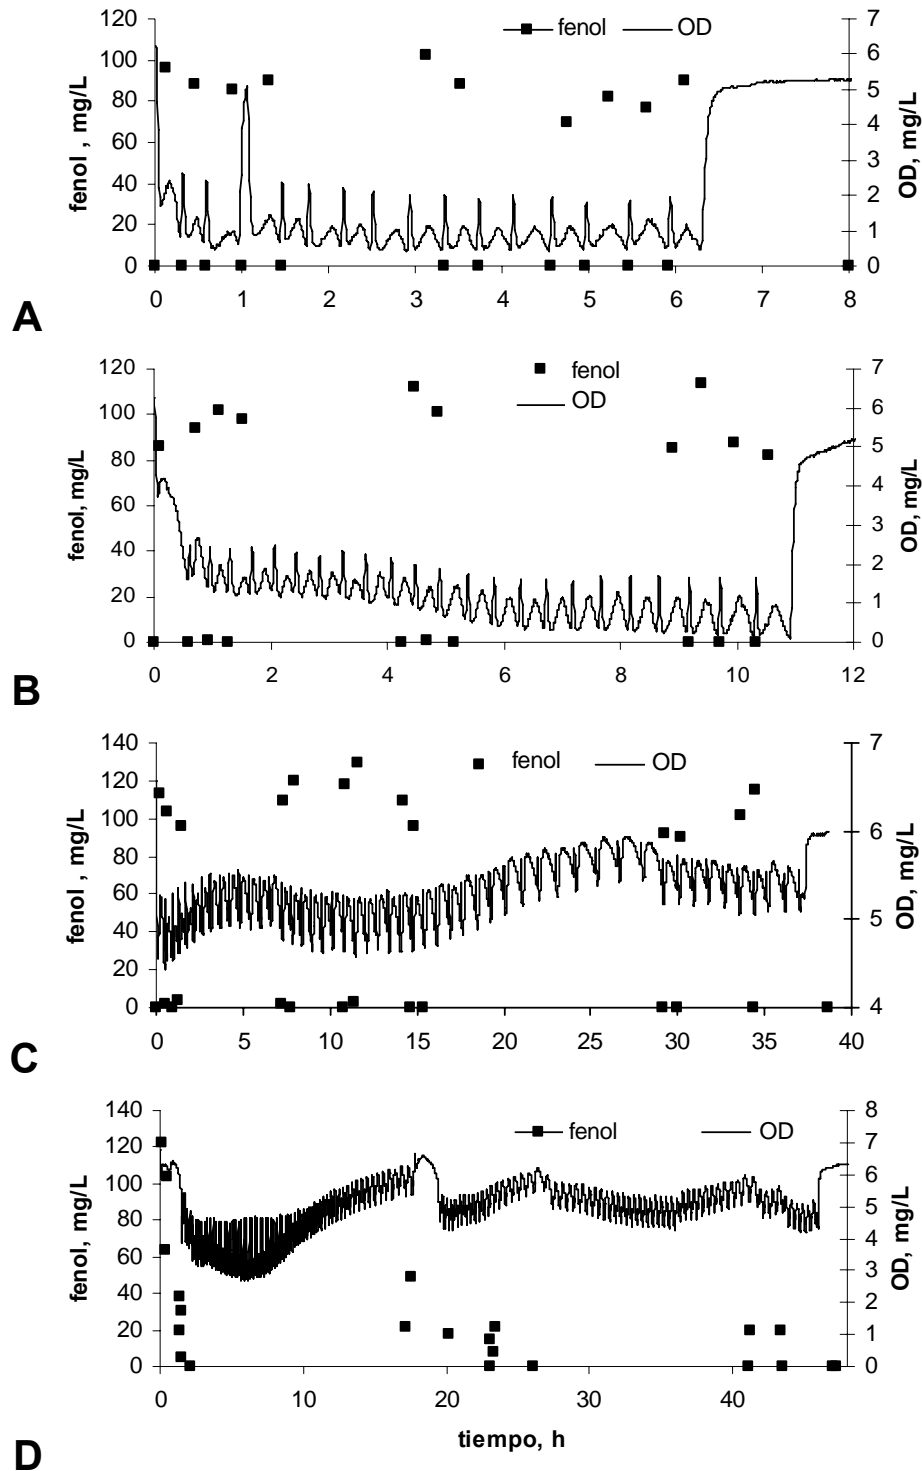 fenol OD
120
100
80
60
40
20
0
fenol , mg/L
7
6
5
4
3
2
1
0
OD, mg/L
0 1 2 3 4 5 6 7 8
A
fenol
OD
120
100
80
60
40
20
0
fenol, mg/L
7
6
5
4
3
2
1
0
OD, mg/L
0 2 4 6 8 10 12
B
fenol OD
140
120
100
80
60
40
20
0
fenol , mg/L
7
6
5
4
OD, mg/L
0 5 10 15 20 25 30 35 40
C
fenol OD
140
120
100
80
60
40
20
0
fenol, mg/L
8
7
6
5
4
3
2
1
0
OD, mg/L
0 10 20 30 40
tiempo, h
D